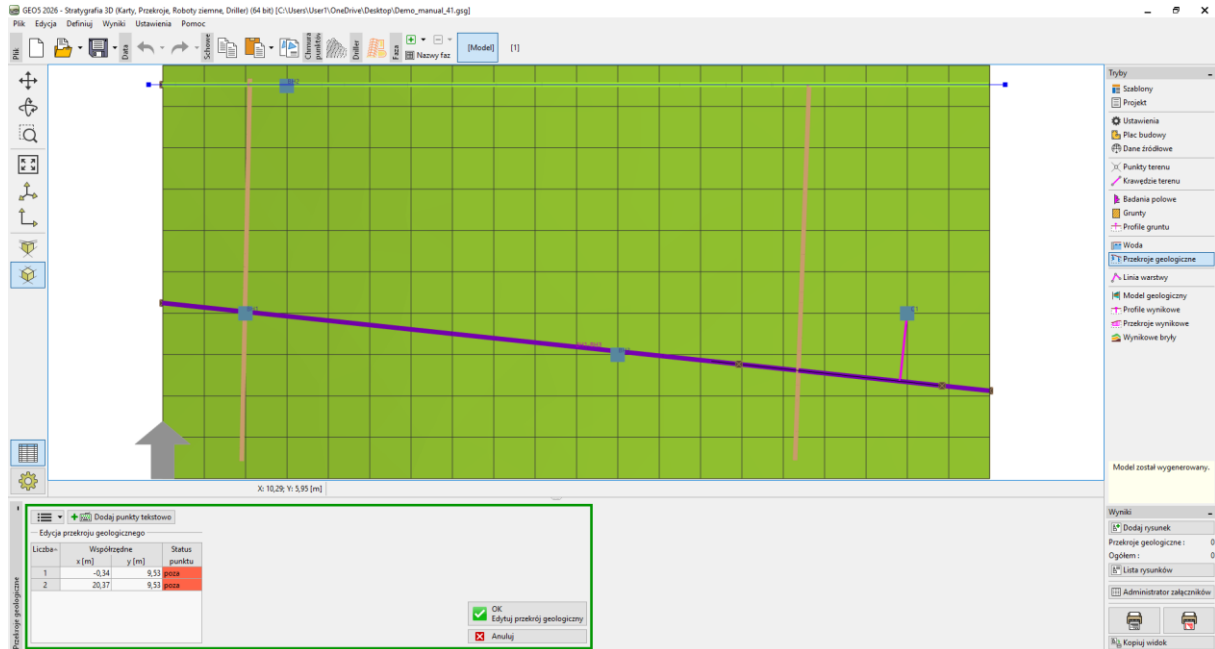 GEO5 2026 - Stratygrafia 3D (Karty, Przekroje, Roboty ziemne, Driller) (64 bit) [C:\Users\User1\OneDrive\Desktop\Demo_manual_41.gsg]
Plik Edycja Definiuj Wyniki Ustawienia Pomoc
Plik
Data
Schowek
Chmura punktów
Driller
Faza
Nazwy faz
[Model]
[1]
Tryby
Szablony
Projekt
Ustawienia
Plac budowy
Dane źródłowe
Punkty terenu
Krawędzie terenu
Badania polowe
Grunty
Profile gruntu
Woda
Przekroje geologiczne
Linia warstwy
Model geologiczny
Profile wynikowe
Przekroje wynikowe
Wynikowe bryły
Model został wygenerowany.
X: 10,29; Y: 5,95 [m]
Przekroje geologiczne
Dodaj punkty tekstowo
Edycja przekroju geologicznego
Liczba Współrzędne Status
x [m] y [m] punktu
1 -0,34 9,53 poza
2 20,37 9,53 poza
OK
Edytuj przekrój geologiczny
Anuluj
Wyniki
Dodaj rysunek
Przekroje geologiczne : 0
Ogółem : 0
Lista rysunków
Administrator załączników
Kopiuj widok